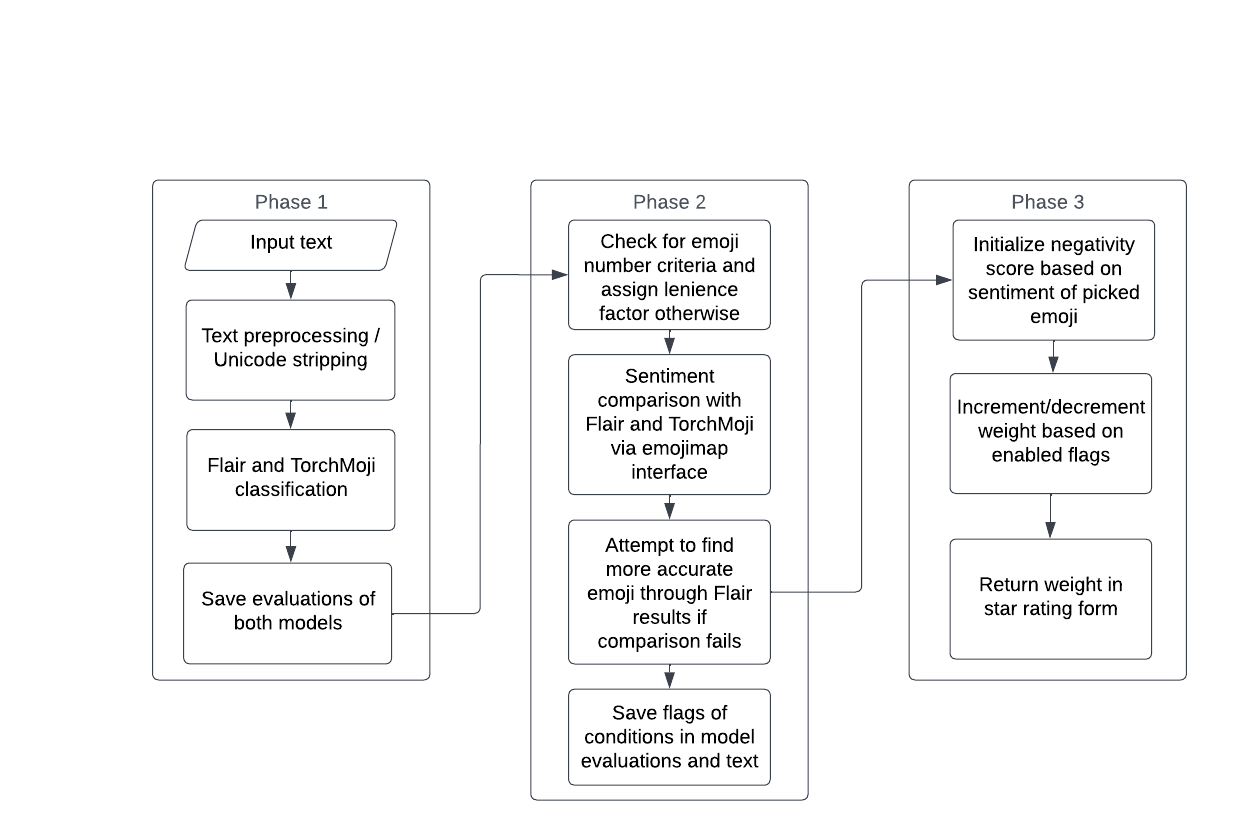 Phase 1
Input text
Text preprocessing /
Unicode stripping
Flair and TorchMoji
classification
Save evaluations of
both models
Phase 2
Check for emoji
number criteria and
assign lenience
factor otherwise
Sentiment
comparison with
Flair and TorchMoji
via emojimap
interface
Attempt to find
more accurate
emoji through Flair
results if
comparison fails
Save flags of
conditions in model
evaluations and text
Phase 3
Initialize negativity
score based on
sentiment of picked
emoji
Increment/decrement
weight based on
enabled flags
Return weight in
star rating form